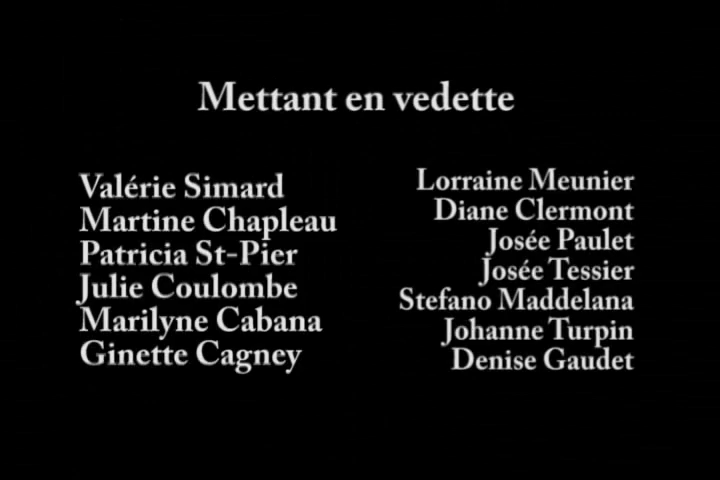 Mettant en vedette
Valérie Simard
Martine Chapleau
Patricia St-Pier
Julie Coulombe
Marilyne Cabana
Ginette Cagney
Lorraine Meunier
Diane Clermont
Josée Paulet
Josée Tessier
Stefano Maddelana
Johanne Turpin
Denise Gaudet